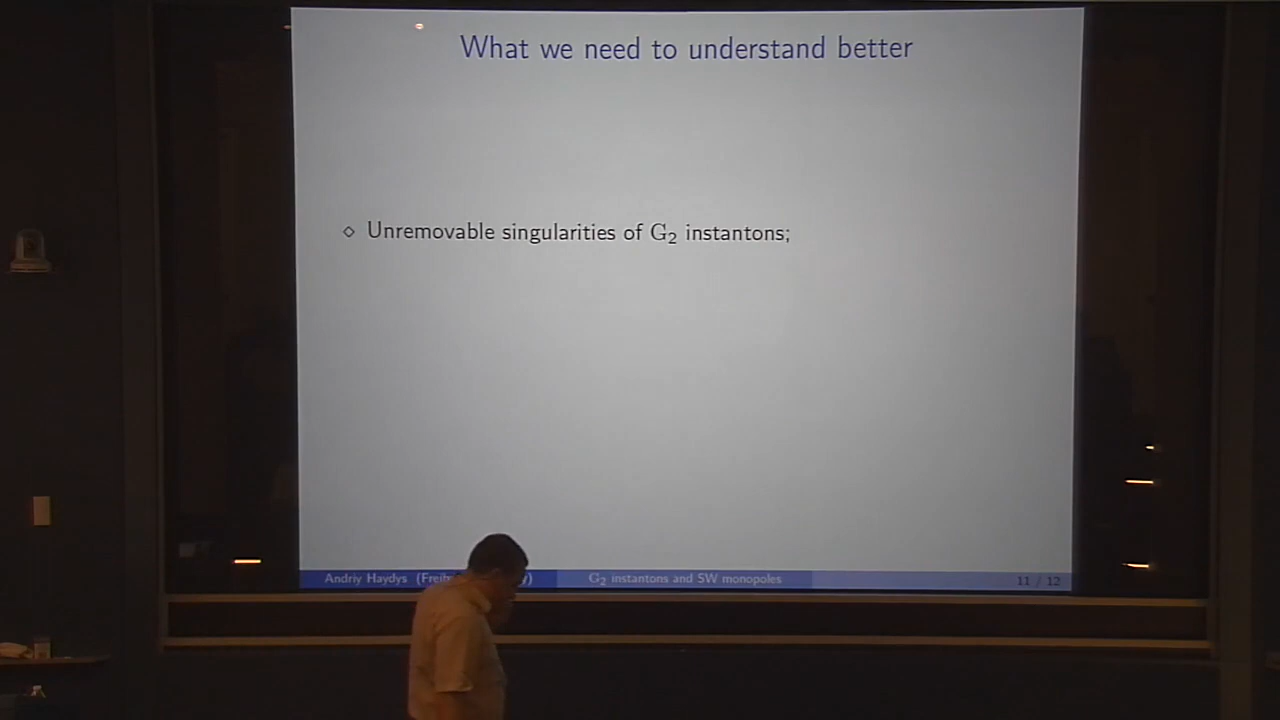 What we need to understand better
◇ Unremovable singularities of G₂ instantons;
Andriy Haydys
G₂ instantons and SW monopoles
11 / 12